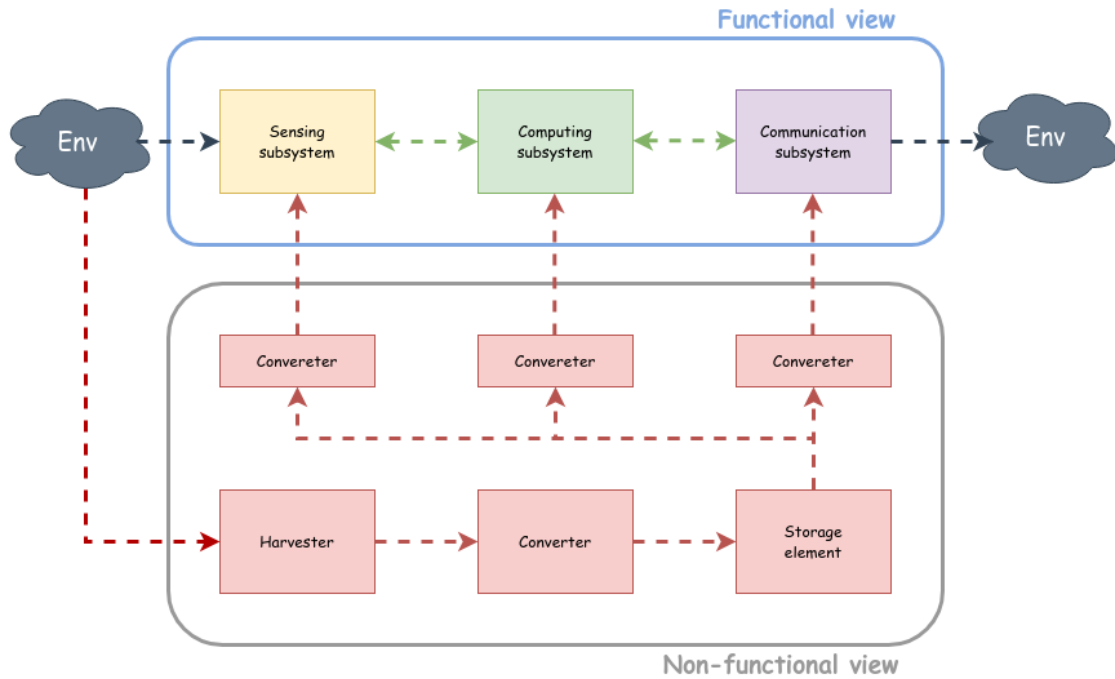 Functional view
Env
Sensing
subsystem
Computing
subsystem
Communication
subsystem
Env
Convereter
Convereter
Convereter
Harvester
Converter
Storage
element
Non-functional view